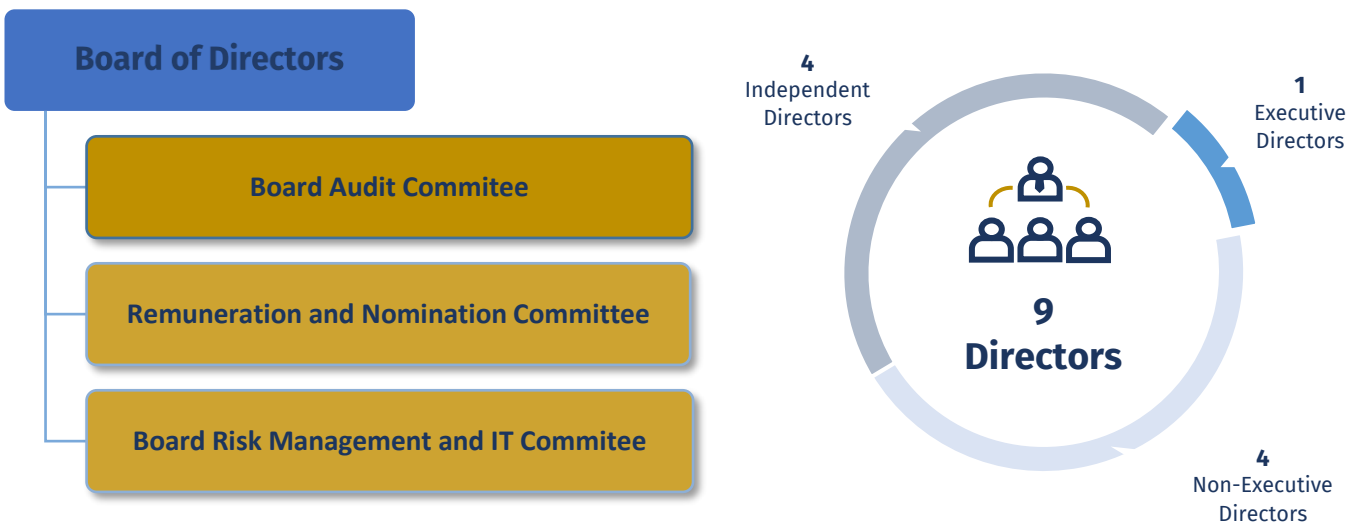 Board of Directors
Board Audit Commitee
Remuneration and Nomination Committee
Board Risk Management and IT Commitee
4
Independent
Directors
1
Executive
Directors
9
Directors
4
Non-Executive
Directors